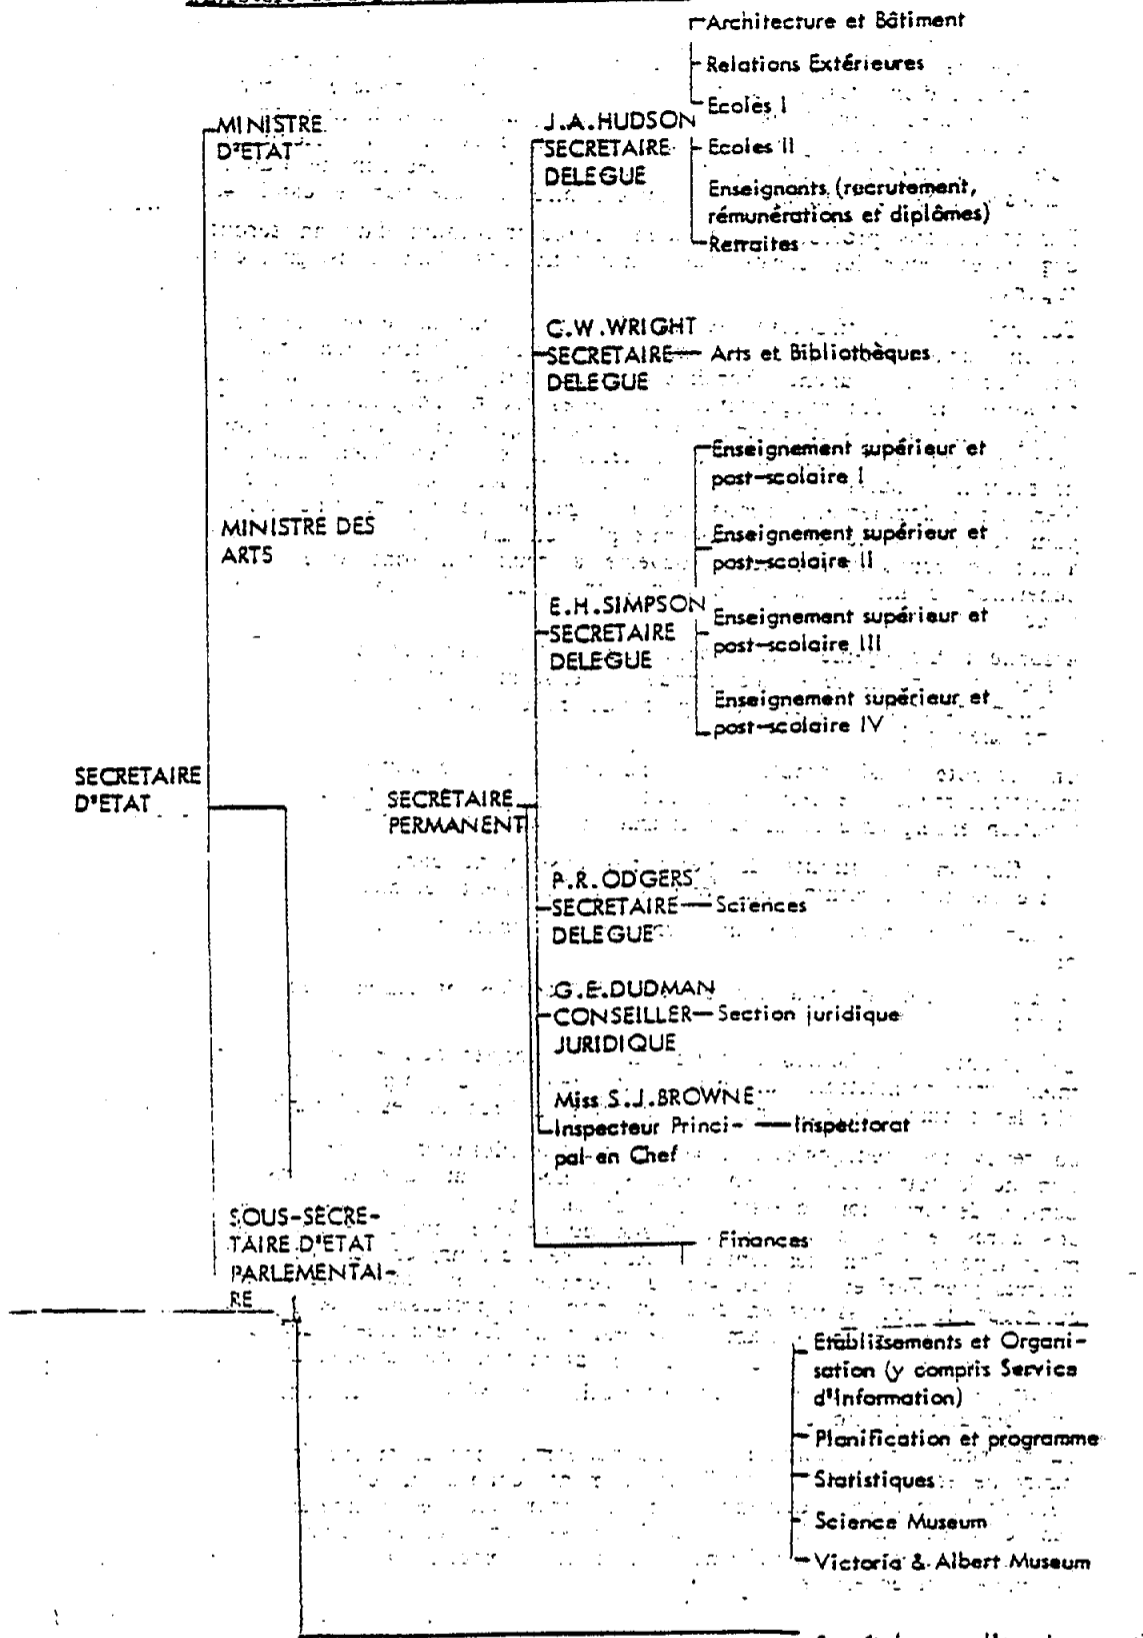 Architecture et Bâtiment
Relations Extérieures
Ecoles I
MINISTRE
D'ETAT
J.A.HUDSON
SECRETAIRE
DELEGUE
Ecoles II
Enseignants (recrutement,
rémunérations et diplômes)
Retraites
C.W.WRIGHT
SECRETAIRE
DELEGUE
Arts et Bibliothèques
Enseignement supérieur et
post-scolaire I
MINISTRE DES
ARTS
Enseignement supérieur et
post-scolaire II
E.H.SIMPSON
SECRETAIRE
DELEGUE
Enseignement supérieur et
post-scolaire III
Enseignement supérieur et
post-scolaire IV
SECRETAIRE
D'ETAT
SECRETAIRE
PERMANENT
P.R.ODGERS
SECRETAIRE
DELEGUE
Sciences
G.E.DUDMAN
CONSEILLER
JURIDIQUE
Section juridique
Miss S.J.BROWNE
Inspecteur Princi-
pal en Chef
Inspectorat
SOUS-SECRE-
TAIRE D'ETAT
PARLEMENTAI-
RE
Finances
Etablissements et Organi-
sation (y compris Service
d'Information)
Planification et programme
Statistiques
Science Museum
Victoria & Albert Museum